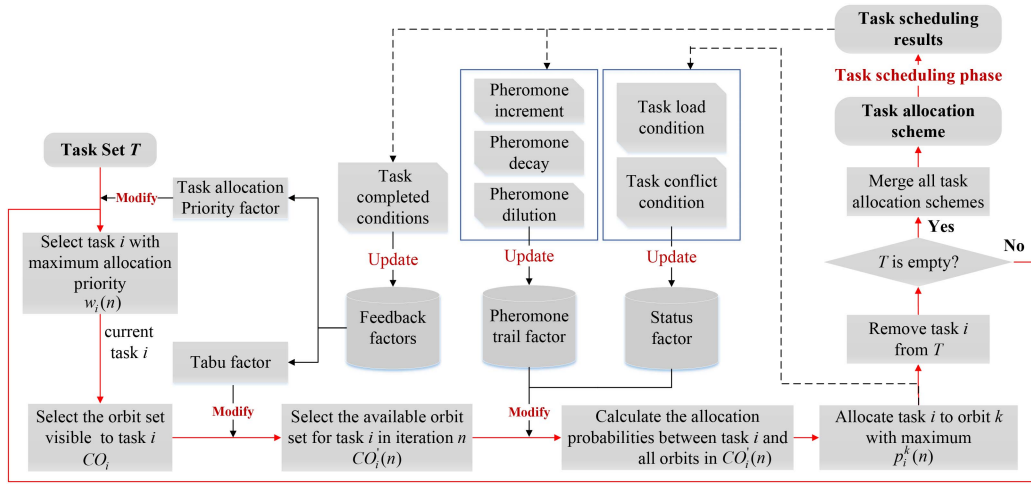 Task Set T
Select task i with
maximum allocation
priority
w_i(n)
current
task i
Select the orbit set
visible to task i
CO_i
Modify
Task allocation
Priority factor
Tabu factor
Modify
Select the available orbit
set for task i in iteration n
CO_i^'(n)
Task
completed
conditions
Update
Feedback
factors
Pheromone
increment
Pheromone
decay
Pheromone
dilution
Update
Pheromone
trail factor
Task load
condition
Task conflict
condition
Update
Status
factor
Modify
Calculate the allocation
probabilities between task i and
all orbits in CO_i^'(n)
Allocate task i to orbit k
with maximum
p_i^k(n)
Remove task i
from T
T is empty?
No
Yes
Merge all task
allocation schemes
Task allocation
scheme
Task scheduling phase
Task scheduling
results